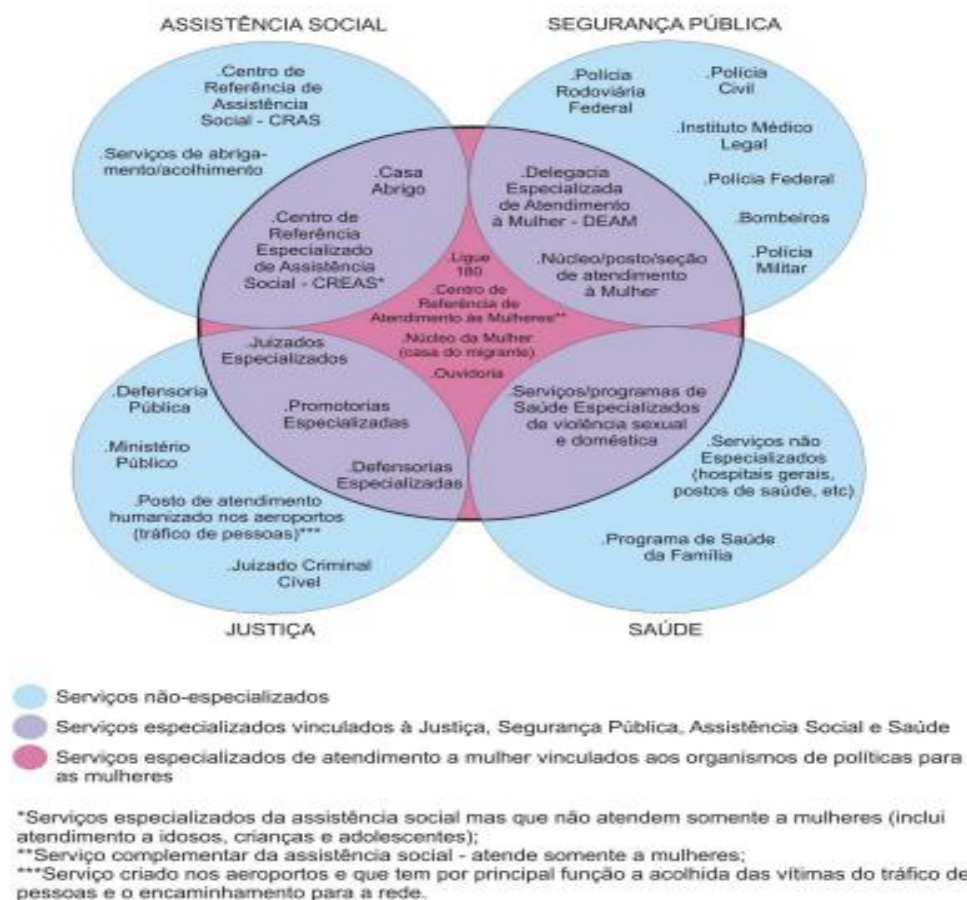 ASSISTÊNCIA SOCIAL
SEGURANÇA PÚBLICA
.Centro de
Referência de
Assistência
Social - CRAS
.Serviços de abriga-
mento/acolhimento
.Casa
Abrigo
.Centro de
Referência
Especializado
de Assistência
Social - CREAS*
.Polícia
Rodoviária
Federal
.Polícia
Civil
.Instituto Médico
Legal
.Polícia Federal
.Bombeiros
.Polícia
Militar
.Delegacia
Especializada
de Atendimento
à Mulher - DEAM
.Núcleo/posto/seção
de atendimento
à Mulher
.Ligue
180
.Centro de
Referência de
Atendimento às Mulheres**
.Núcleo da Mulher
(casa do migrante)
.Ouvidoria
.Juizados
Especializados
.Promotorias
Especializadas
.Defensorias
Especializadas
.Defensoria
Pública
.Ministério
Público
.Posto de atendimento
humanizado nos aeroportos
(tráfico de pessoas)***
.Juizado Criminal
Cível
.Serviços/programas de
Saúde Especializados
de violência sexual
e doméstica
.Serviços não
Especializados
(hospitais gerais,
postos de saúde, etc)
.Programa de Saúde
da Família
JUSTIÇA
SAÚDE
Serviços não-especializados
Serviços especializados vinculados à Justiça, Segurança Pública, Assistência Social e Saúde
Serviços especializados de atendimento a mulher vinculados aos organismos de políticas para
as mulheres
*Serviços especializados da assistência social mas que não atendem somente a mulheres (inclui
atendimento a idosos, crianças e adolescentes);
**Serviço complementar da assistência social - atende somente a mulheres;
***Serviço criado nos aeroportos e que tem por principal função a acolhida das vítimas do tráfico de
pessoas e o encaminhamento para a rede.